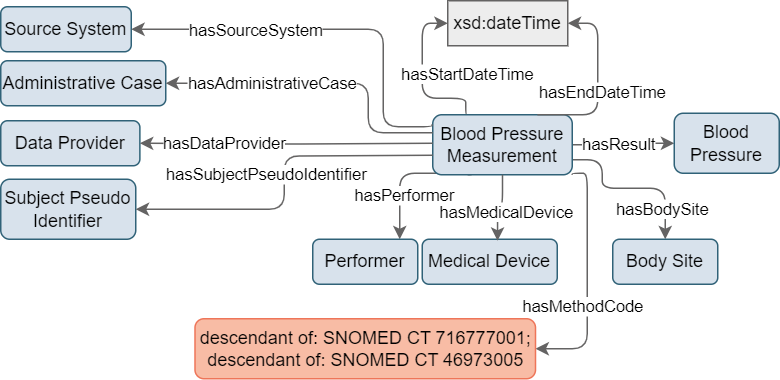 Source System
hasSourceSystem
xsd:dateTime
hasStartDateTime
Administrative Case
hasAdministrativeCase
hasEndDateTime
Data Provider
hasDataProvider
Blood Pressure
Measurement
hasResult
Blood
Pressure
hasSubjectPseudoIdentifier
Subject Pseudo
Identifier
hasPerformer
hasMedicalDevice
hasBodySite
Performer
Medical Device
Body Site
hasMethodCode
descendant of: SNOMED CT 716777001;
descendant of: SNOMED CT 46973005